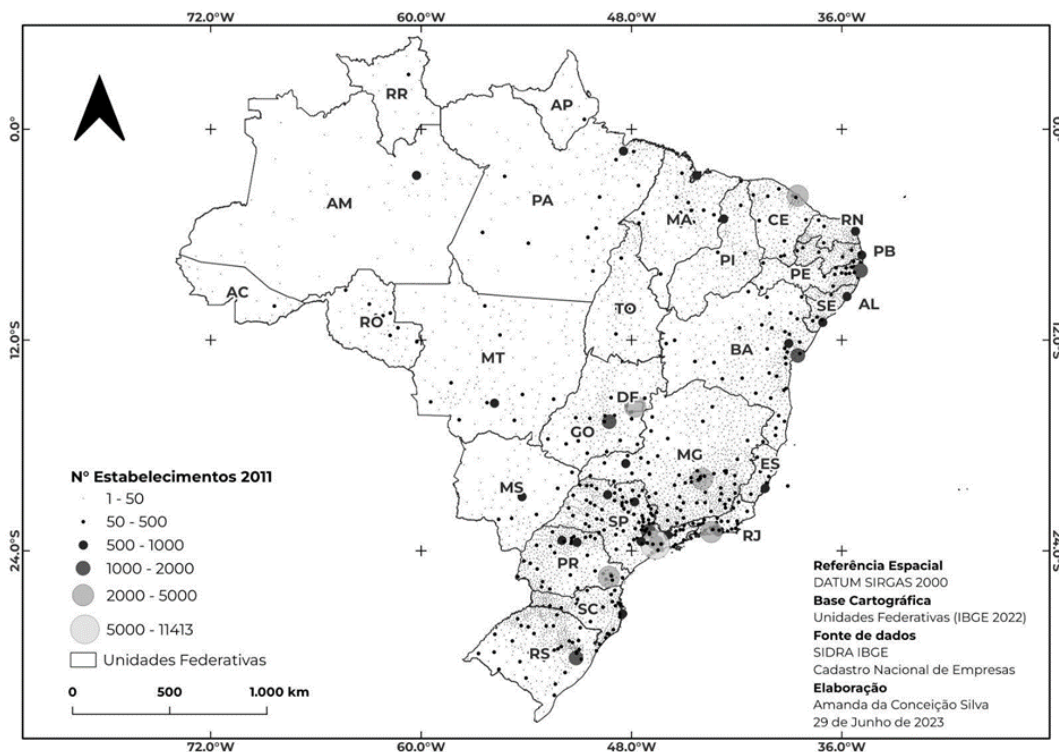 72.0°W 60.0°W 48.0°W 36.0°W
0.0° 0.0°
RR
AP
AM
PA
MA
CE
RN
PB
PI
PE
AC
TO
SE
AL
RO
12.0°S 12.0°S
BA
MT
DF
GO
MG
ES
MS
SP
RJ
24.0°S 24.0°S
PR
SC
RS
N° Estabelecimentos 2011
1 - 50
50 - 500
500 - 1000
1000 - 2000
2000 - 5000
5000 - 11413
Unidades Federativas
0 500 1.000 km
Referência Espacial
DATUM SIRGAS 2000
Base Cartográfica
Unidades Federativas (IBGE 2022)
Fonte de dados
SIDRA IBGE
Cadastro Nacional de Empresas
Elaboração
Amanda da Conceição Silva
29 de Junho de 2023
72.0°W 60.0°W 48.0°W 36.0°W